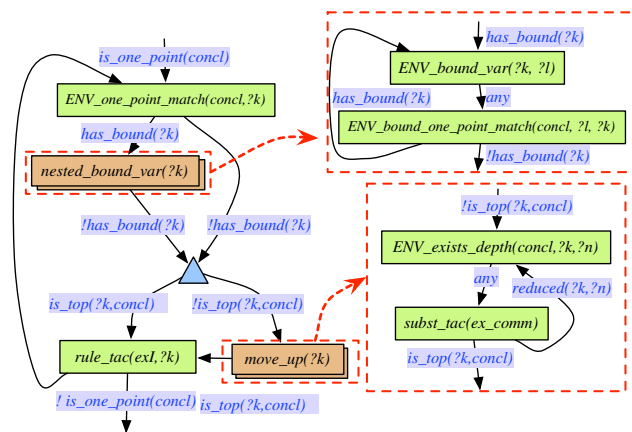 is_one_point(concl)
ENV_one_point_match(concl,?k)
has_bound(?k)
nested_bound_var(?k)
!has_bound(?k)
!has_bound(?k)
is_top(?k,concl)
!is_top(?k,concl)
rule_tac(exI,?k)
move_up(?k)
! is_one_point(concl)
is_top(?k,concl)
has_bound(?k)
ENV_bound_var(?k, ?l)
has_bound(?k)
any
ENV_bound_one_point_match(concl, ?l, ?k)
!has_bound(?k)
!is_top(?k,concl)
ENV_exists_depth(concl,?k,?n)
any
reduced(?k,?n)
subst_tac(ex_comm)
is_top(?k,concl)